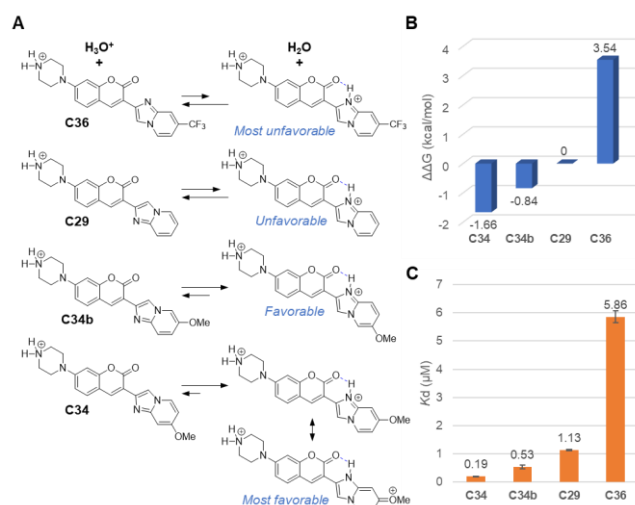 A
H₃O⁺
+
H₂O
+
C36
Most unfavorable
C29
Unfavorable
C34b
Favorable
C34
Most favorable
H
H
N
⊕
N
O
O
N
N
CF₃
H
H
N
⊕
N
O
O
H
N
⊕
N
CF₃
H
H
N
⊕
N
O
O
N
N
H
H
N
⊕
N
O
O
H
N
⊕
N
H
H
N
⊕
N
O
O
N
N
OMe
H
H
N
⊕
N
O
O
H
N
⊕
N
OMe
H
H
N
⊕
N
O
O
N
N
OMe
H
H
N
⊕
N
O
O
H
N
⊕
N
OMe
H
H
N
⊕
N
O
O
H
N
N
⊕
OMe
B
ΔΔG (kcal/mol)
4
3
2
1
0
-1
-2
3.54
0
-0.84
-1.66
C34 C34b C29 C36
C
Kd (μM)
7
6
5
4
3
2
1
0
5.86
1.13
0.53
0.19
C34 C34b C29 C36